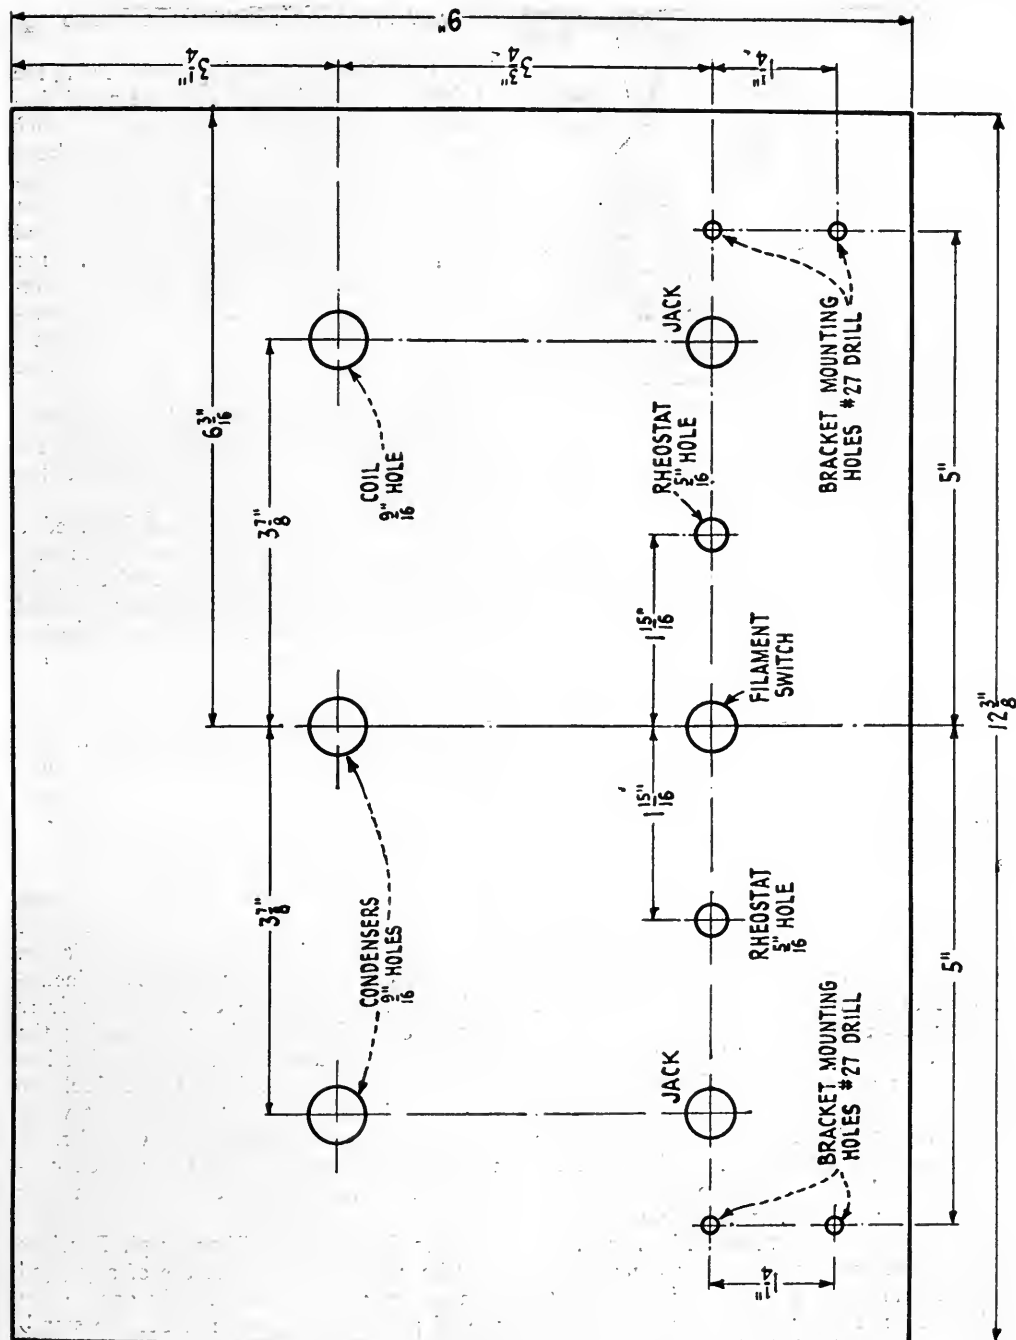 9"
3 1/4"
6 3/16"
3 7/8"
3 7/8"
CONDENSERS
9/16" HOLES
COIL
9/16" HOLE
3 3/4"
1 15/16"
1 15/16"
JACK
RHEOSTAT
5/16" HOLE
JACK
FILAMENT
SWITCH
RHEOSTAT
5/16" HOLE
1 1/4"
1 1/4"
BRACKET MOUNTING
HOLES #27 DRILL
BRACKET MOUNTING
HOLES #27 DRILL
5"
5"
12 3/8"